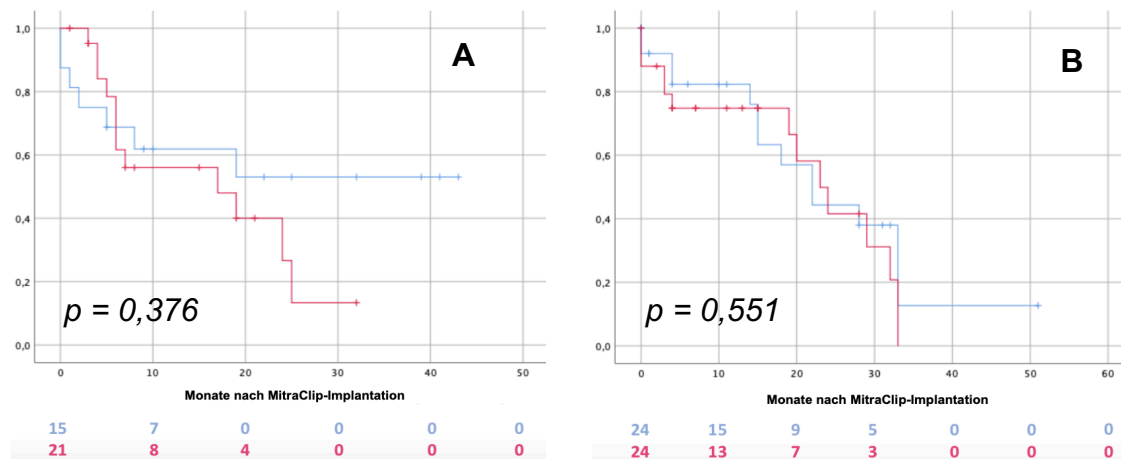 A
1,0
0,8
0,6
0,4
0,2
0,0
p = 0,376
0 10 20 30 40 50
Monate nach MitraClip-Implantation
15 7 0 0 0 0
21 8 4 0 0 0
B
1,0
0,8
0,6
0,4
0,2
0,0
p = 0,551
0 10 20 30 40 50 60
Monate nach MitraClip-Implantation
24 15 9 5 0 0 0
24 13 7 3 0 0 0